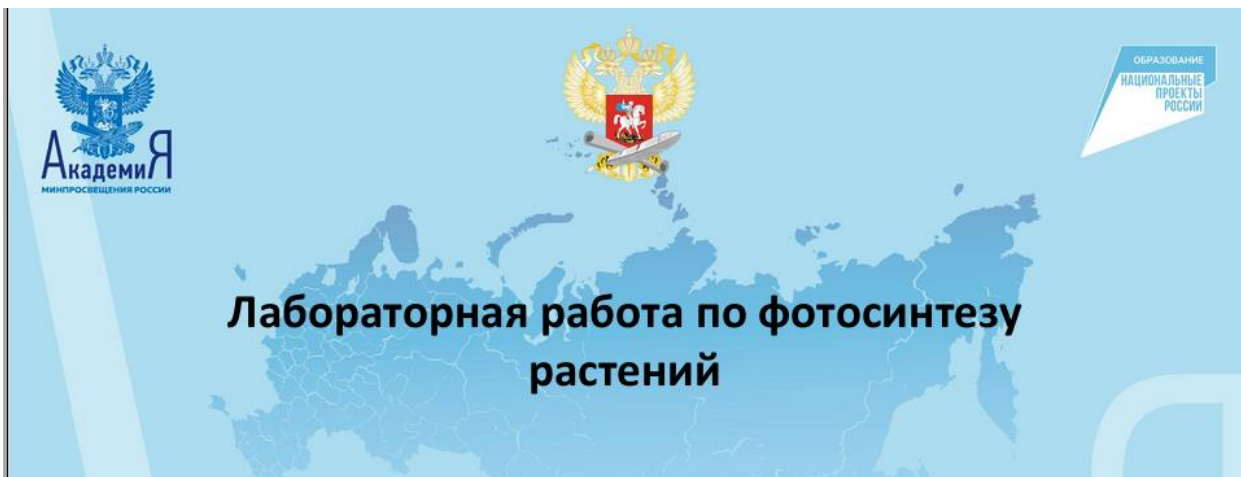 АкадемиЯ
МИНПРОСВЕЩЕНИЯ РОССИИ
ОБРАЗОВАНИЕ
НАЦИОНАЛЬНЫЕ
ПРОЕКТЫ
РОССИИ
Лабораторная работа по фотосинтезу
растений